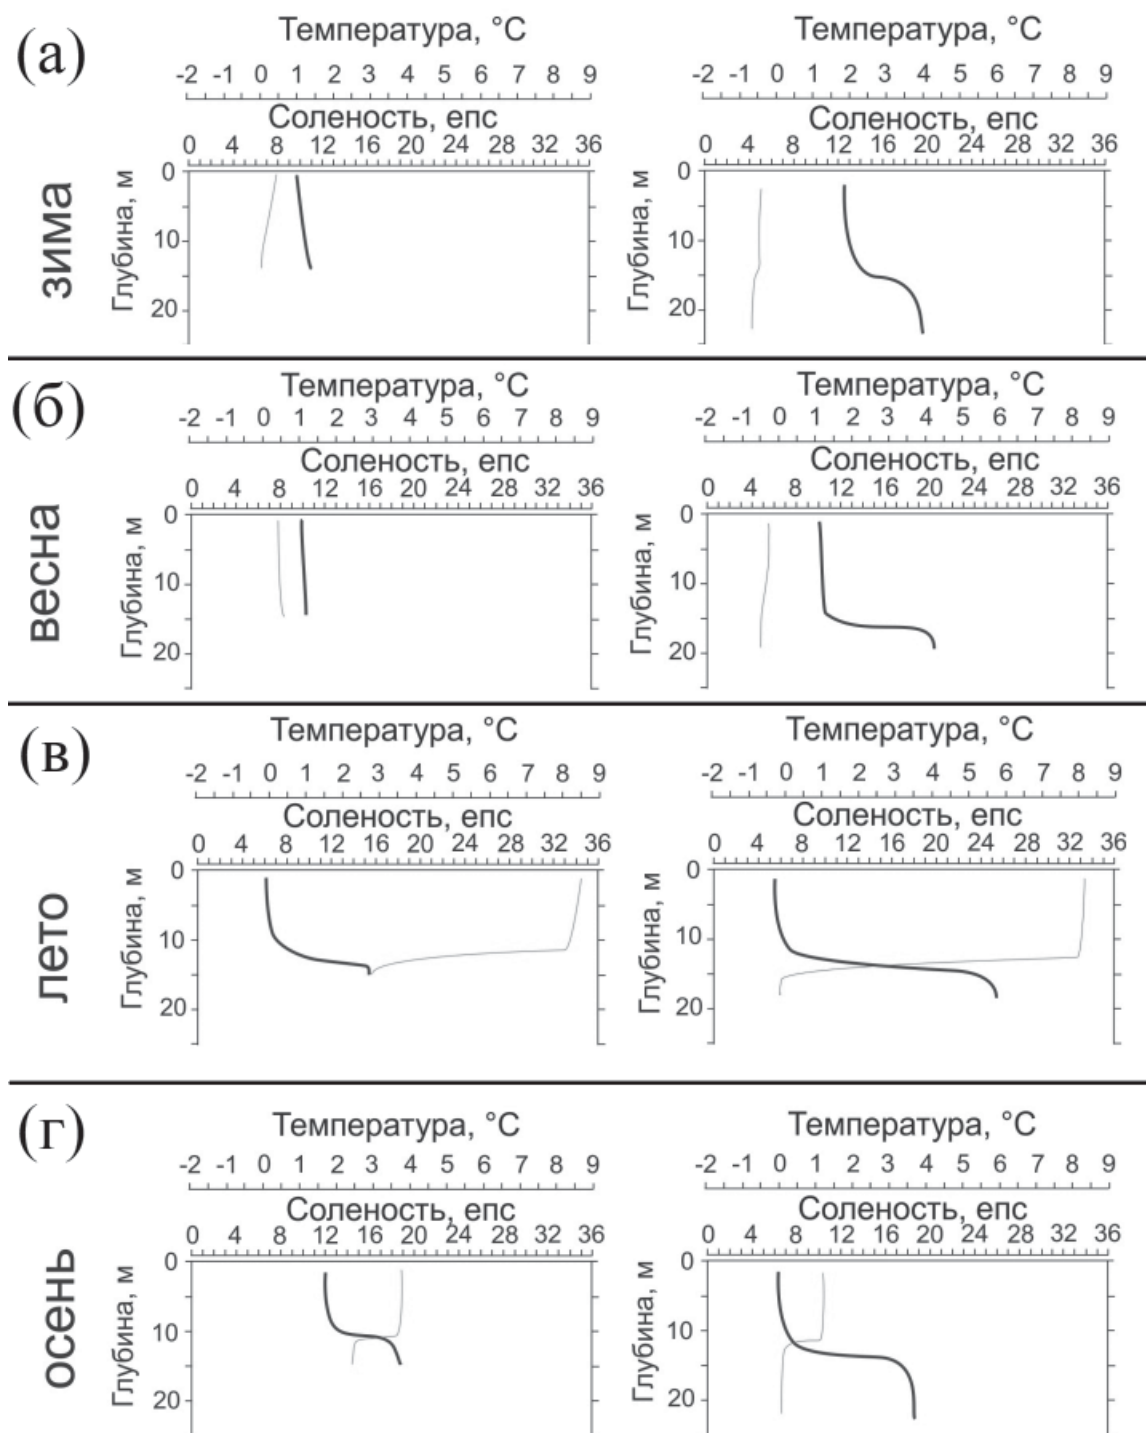 (а)
Температура, °C Температура, °C
-2 -1 0 1 2 3 4 5 6 7 8 9 -2 -1 0 1 2 3 4 5 6 7 8 9
Соленость, епс Соленость, епс
0 4 8 12 16 20 24 28 32 36 0 4 8 12 16 20 24 28 32 36
зима
Глубина, м
0
10
20
Глубина, м
0
10
20
(б)
Температура, °C Температура, °C
-2 -1 0 1 2 3 4 5 6 7 8 9 -2 -1 0 1 2 3 4 5 6 7 8 9
Соленость, епс Соленость, епс
0 4 8 12 16 20 24 28 32 36 0 4 8 12 16 20 24 28 32 36
весна
Глубина, м
0
10
20
Глубина, м
0
10
20
(в)
Температура, °C Температура, °C
-2 -1 0 1 2 3 4 5 6 7 8 9 -2 -1 0 1 2 3 4 5 6 7 8 9
Соленость, епс Соленость, епс
0 4 8 12 16 20 24 28 32 36 0 4 8 12 16 20 24 28 32 36
лето
Глубина, м
0
10
20
Глубина, м
0
10
20
(г)
Температура, °C Температура, °C
-2 -1 0 1 2 3 4 5 6 7 8 9 -2 -1 0 1 2 3 4 5 6 7 8 9
Соленость, епс Соленость, епс
0 4 8 12 16 20 24 28 32 36 0 4 8 12 16 20 24 28 32 36
осень
Глубина, м
0
10
20
Глубина, м
0
10
20